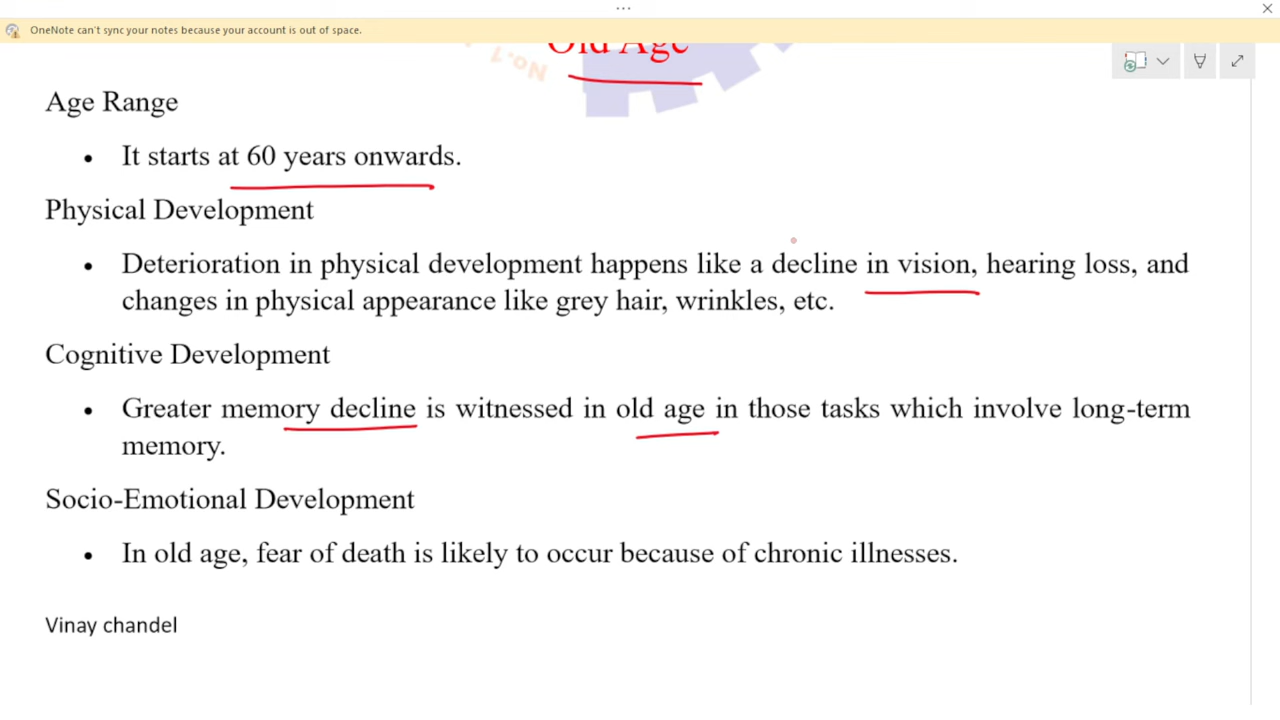 OneNote can't sync your notes because your account is out of space.
No.1
Old Age
Age Range
• It starts at 60 years onwards.
Physical Development
• Deterioration in physical development happens like a decline in vision, hearing loss, and
changes in physical appearance like grey hair, wrinkles, etc.
Cognitive Development
• Greater memory decline is witnessed in old age in those tasks which involve long-term
memory.
Socio-Emotional Development
• In old age, fear of death is likely to occur because of chronic illnesses.
Vinay chandel